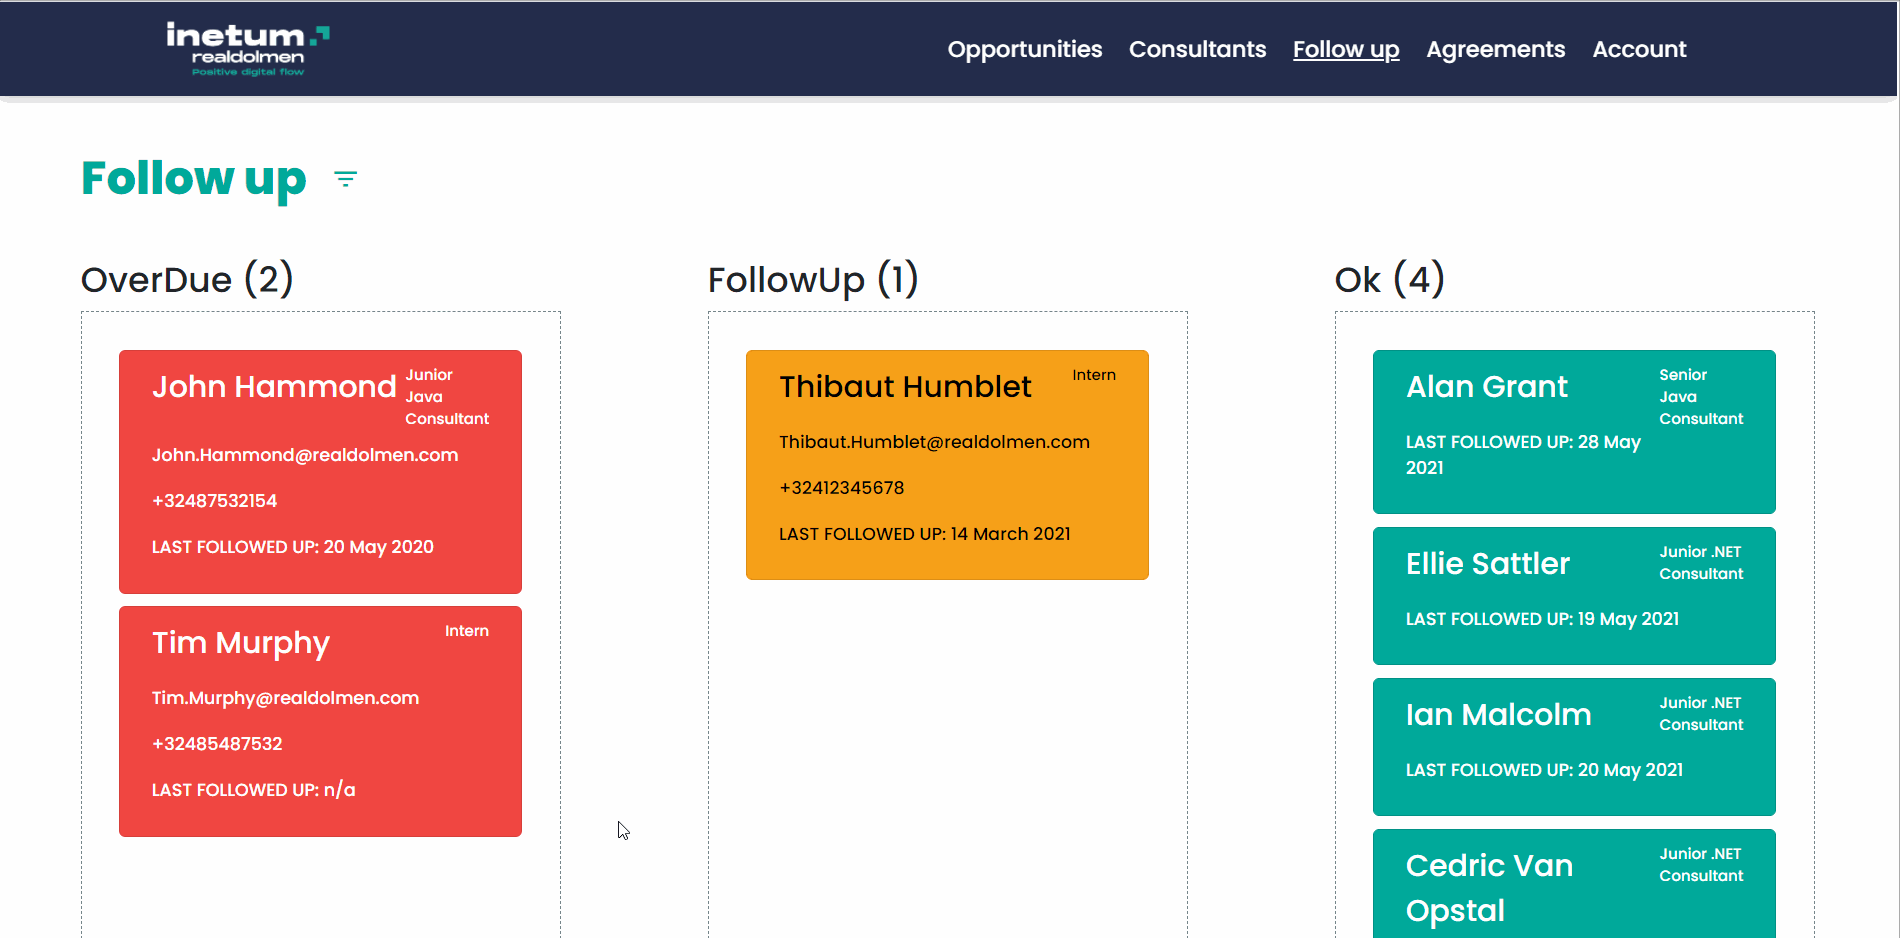 inetum
realdolmen
Positive digital flow
Opportunities
Consultants
Follow up
Agreements
Account
Follow up
OverDue (2)
John Hammond
Junior
Java
Consultant
John.Hammond@realdolmen.com
+32487532154
LAST FOLLOWED UP: 20 May 2020
Tim Murphy
Intern
Tim.Murphy@realdolmen.com
+32485487532
LAST FOLLOWED UP: n/a
FollowUp (1)
Thibaut Humblet
Intern
Thibaut.Humblet@realdolmen.com
+32412345678
LAST FOLLOWED UP: 14 March 2021
Ok (4)
Alan Grant
Senior
Java
Consultant
LAST FOLLOWED UP: 28 May
2021
Ellie Sattler
Junior .NET
Consultant
LAST FOLLOWED UP: 19 May 2021
Ian Malcolm
Junior .NET
Consultant
LAST FOLLOWED UP: 20 May 2021
Cedric Van
Opstal
Junior .NET
Consultant